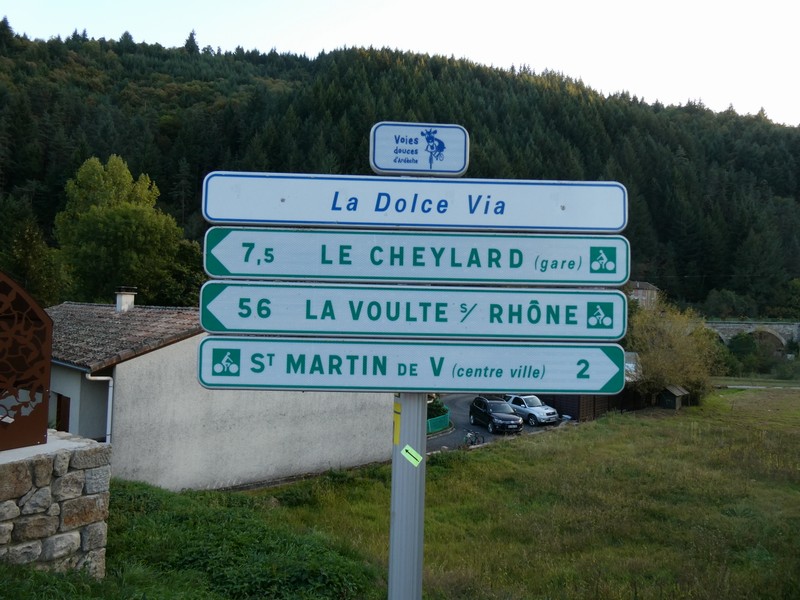 Voies
douces
d'Ardèche
La Dolce Via
7,5 LE CHEYLARD (gare)
56 LA VOULTE S/ RHÔNE
ST MARTIN DE V (centre ville) 2